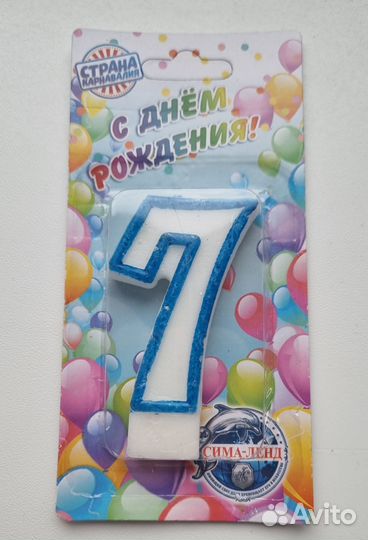 СТРАНА
КАРНАВАЛИЯ
С ДНЁМ
РОЖДЕНИЯ!
7
СИМА-ЛЕНД
Avito